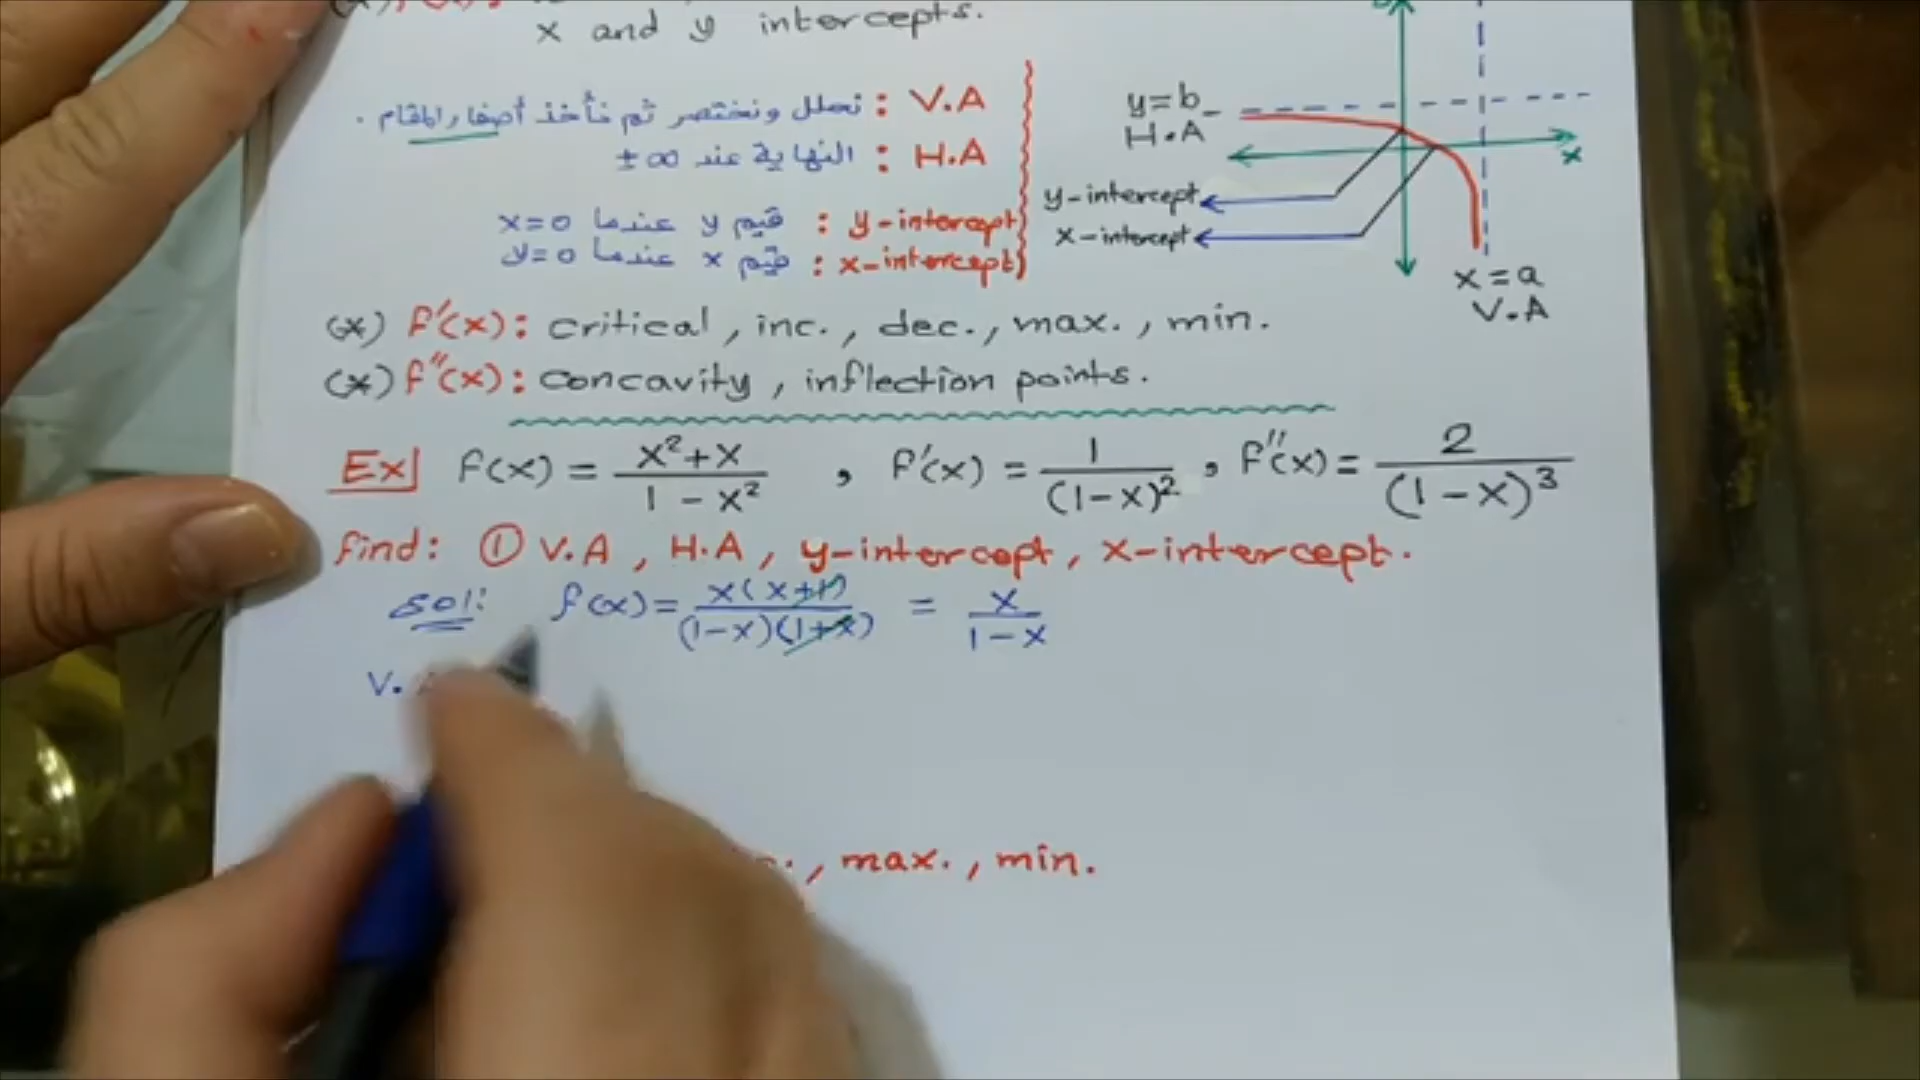 x and y intercepts.
V.A : نحلل ونختصر ثم نأخذ أصفار المقام .
H.A : النهاية عند ±∞
y-intercept : قيم y عندما x=0
x-intercept : قيم x عندما y=0
y=b
H.A
x
y-intercept
x-intercept
x=a
V.A
(*) f'(x): critical, inc., dec., max., min.
(*) f''(x): concavity, inflection points.
Ex| f(x) = (x²+x)/(1-x²) , f'(x) = 1/(1-x)² , f''(x) = 2/(1-x)³
find: ① V.A , H.A , y-intercept , x-intercept.
sol: f(x) = x(x+1)/((1-x)(1+x)) = x/(1-x)
V.
, max. , min.